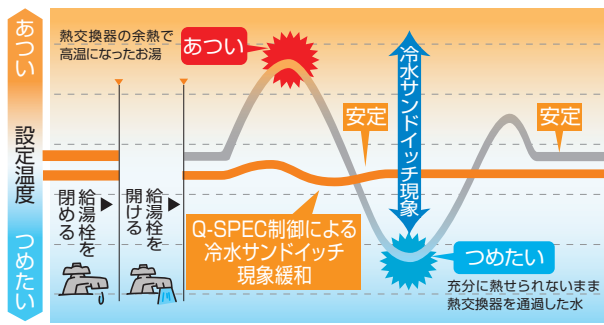 あつい
設定温度
つめたい
熱交換器の余熱で
高温になったお湯
あつい
給湯栓を
閉める
給湯栓を
開ける
Q-SPEC制御による
冷水サンドイッチ
現象緩和
安定
冷水サンドイッチ現象
安定
つめたい
充分に熱せられないまま
熱交換器を通過した水